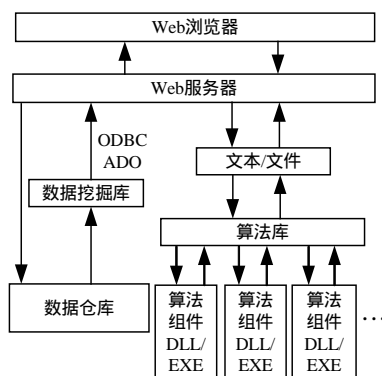 Web浏览器
Web服务器
ODBC
ADO
文本/文件
数据挖掘库
算法库
数据仓库
算法
组件
DLL/
EXE
算法
组件
DLL/
EXE
算法
组件
DLL/
EXE
…